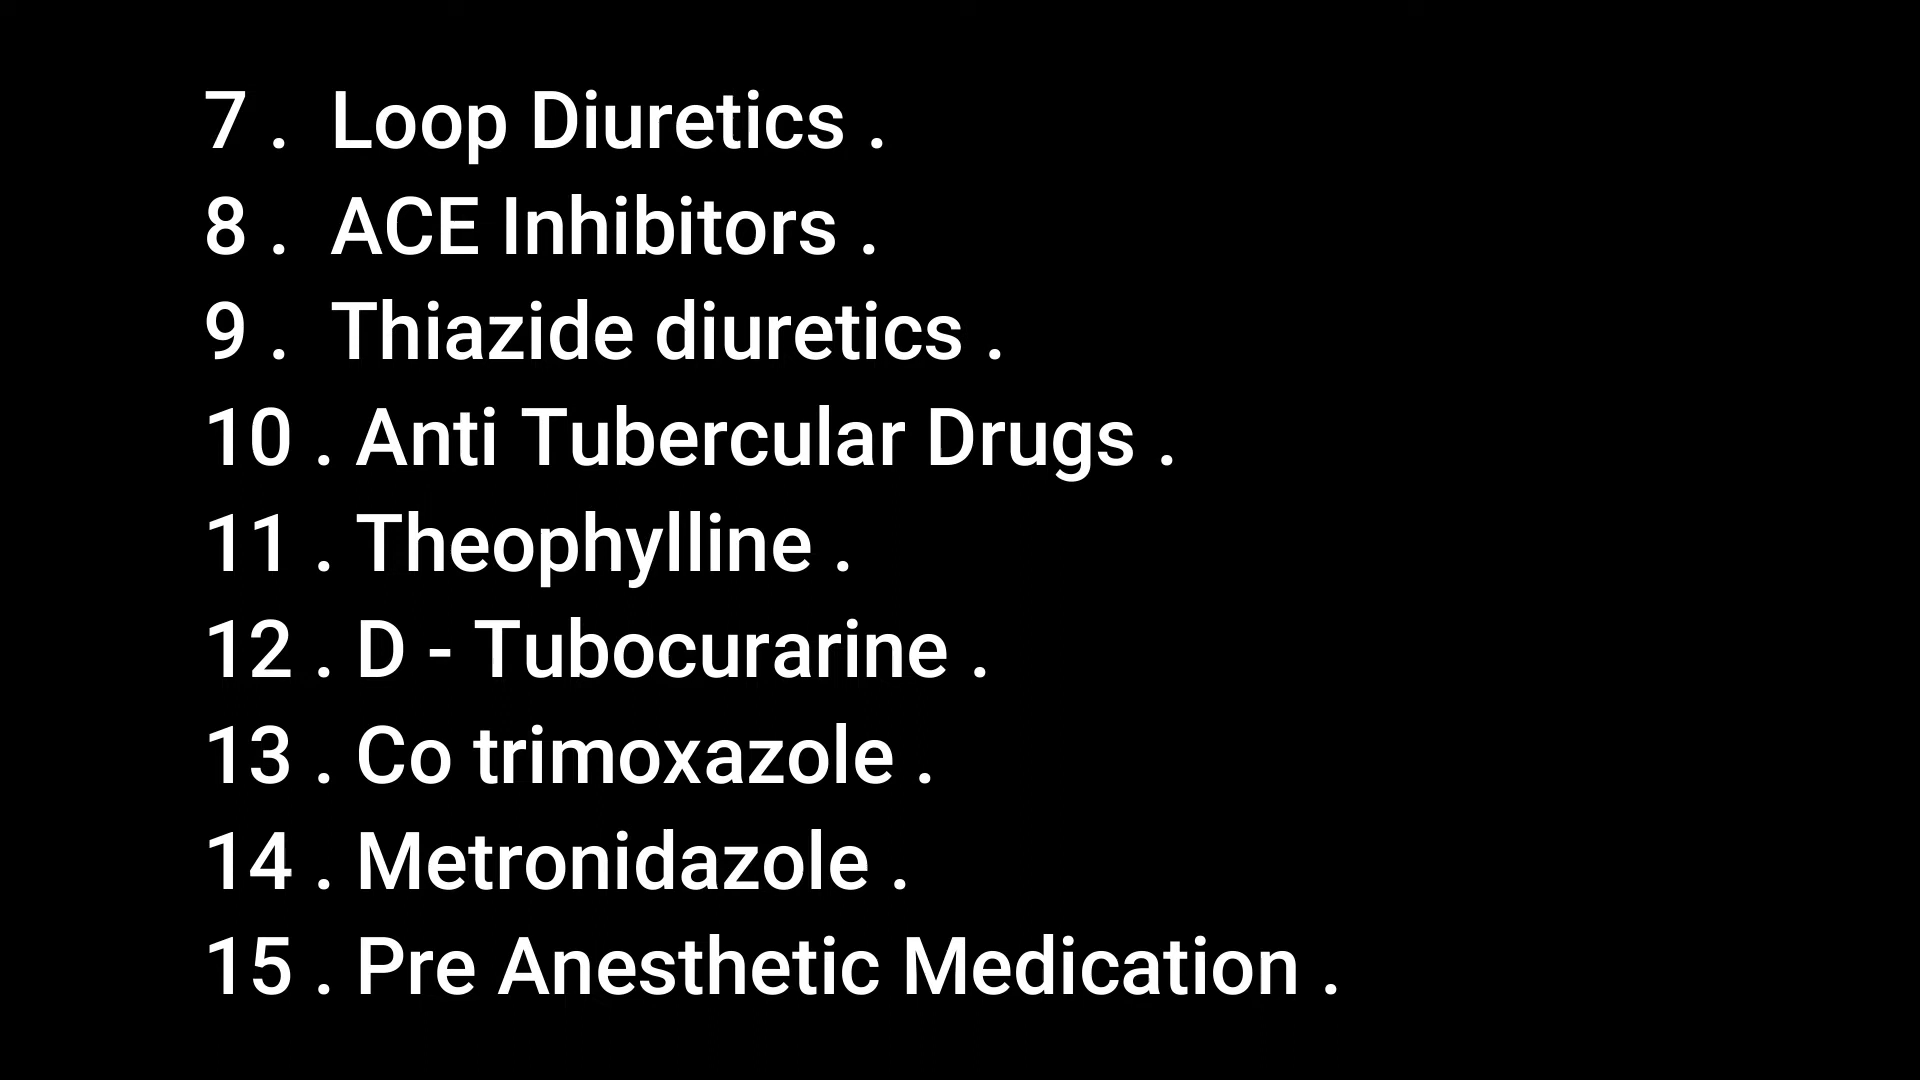 7 . Loop Diuretics .
8 . ACE Inhibitors .
9 . Thiazide diuretics .
10 . Anti Tubercular Drugs .
11 . Theophylline .
12 . D - Tubocurarine .
13 . Co trimoxazole .
14 . Metronidazole .
15 . Pre Anesthetic Medication .